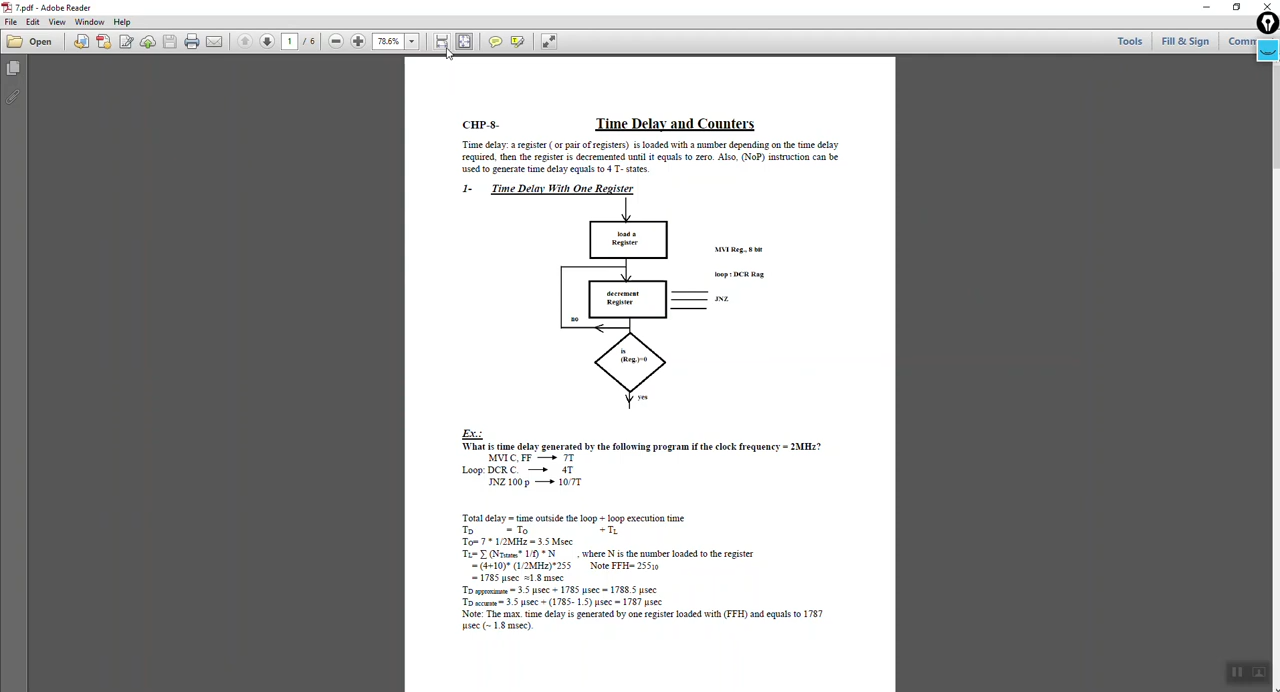 7.pdf - Adobe Reader
File Edit View Window Help
Open 1 / 6 78.6% Tools Fill & Sign
CHP-8- Time Delay and Counters
Time delay: a register ( or pair of registers) is loaded with a number depending on the time delay
required, then the register is decremented until it equals to zero. Also, (NoP) instruction can be
used to generate time delay equals to 4 T- states.
1- Time Delay With One Register
load a
Register
MVI Reg., 8 bit
loop : DCR Rag
decrement
Register
JNZ
no
is
(Reg.)=0
yes
Ex.:
What is time delay generated by the following program if the clock frequency = 2MHz?
MVI C, FF → 7T
Loop: DCR C. → 4T
JNZ 100 p → 10/7T
Total delay = time outside the loop + loop execution time
TD = TO + TL
TO= 7 * 1/2MHz = 3.5 Msec
TL= ∑ (NTstates* 1/f) * N , where N is the number loaded to the register
= (4+10)* (1/2MHz)*255 Note FFH= 25510
= 1785 µsec ≈1.8 msec
TD approximate = 3.5 µsec + 1785 µsec = 1788.5 µsec
TD accurate = 3.5 µsec + (1785- 1.5) µsec = 1787 µsec
Note: The max. time delay is generated by one register loaded with (FFH) and equals to 1787
µsec (~ 1.8 msec).